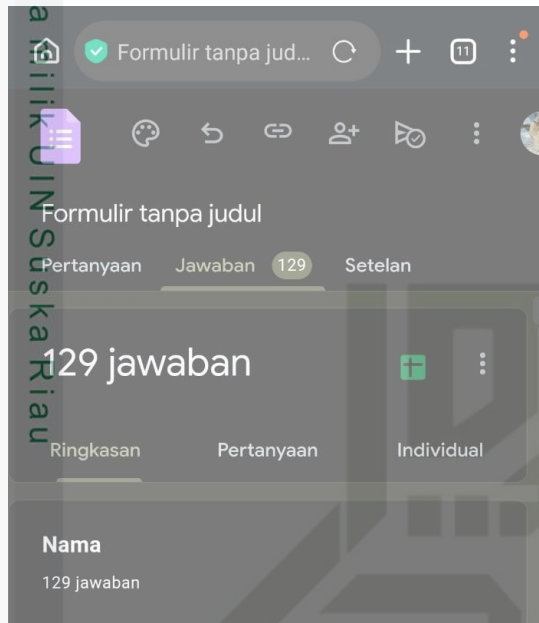 Formulir tanpa jud...
11
Formulir tanpa judul
Pertanyaan Jawaban 129 Setelan
129 jawaban
Ringkasan Pertanyaan Individual
Nama
129 jawaban
milik UIN Suska Riau